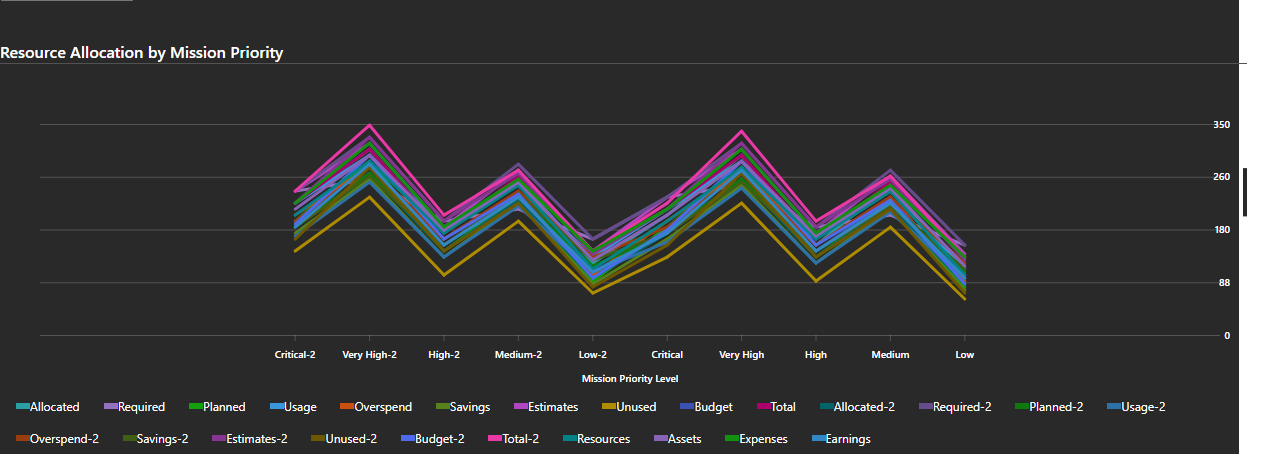 Resource Allocation by Mission Priority
350
260
180
88
0
Critical-2 Very High-2 High-2 Medium-2 Low-2 Critical Very High High Medium Low
Mission Priority Level
Allocated Required Planned Usage Overspend Savings Estimates Unused Budget Total Allocated-2 Required-2 Planned-2 Usage-2
Overspend-2 Savings-2 Estimates-2 Unused-2 Budget-2 Total-2 Resources Assets Expenses Earnings